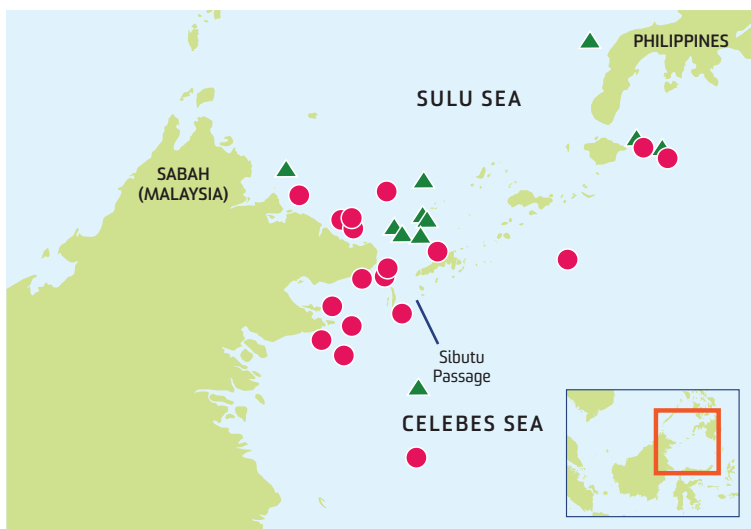 PHILIPPINES
SULU SEA
SABAH
(MALAYSIA)
Sibutu
Passage
CELEBES SEA